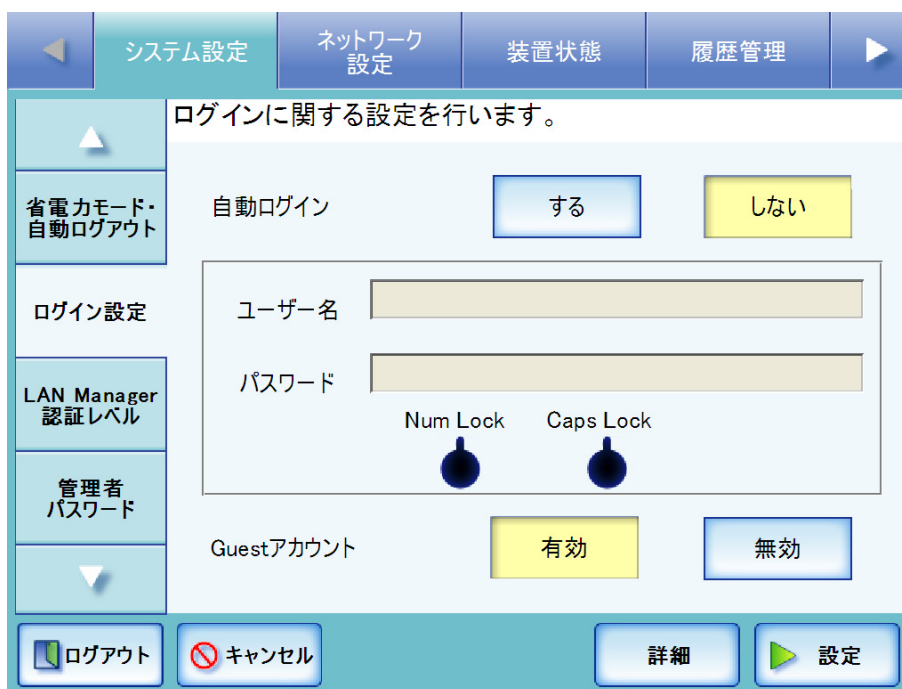 システム設定
ネットワーク
設定
装置状態
履歴管理
ログインに関する設定を行います。
省電力モード・
自動ログアウト
ログイン設定
LAN Manager
認証レベル
管理者
パスワード
自動ログイン
する
しない
ユーザー名
パスワード
Num Lock
Caps Lock
Guestアカウント
有効
無効
ログアウト
キャンセル
詳細
設定